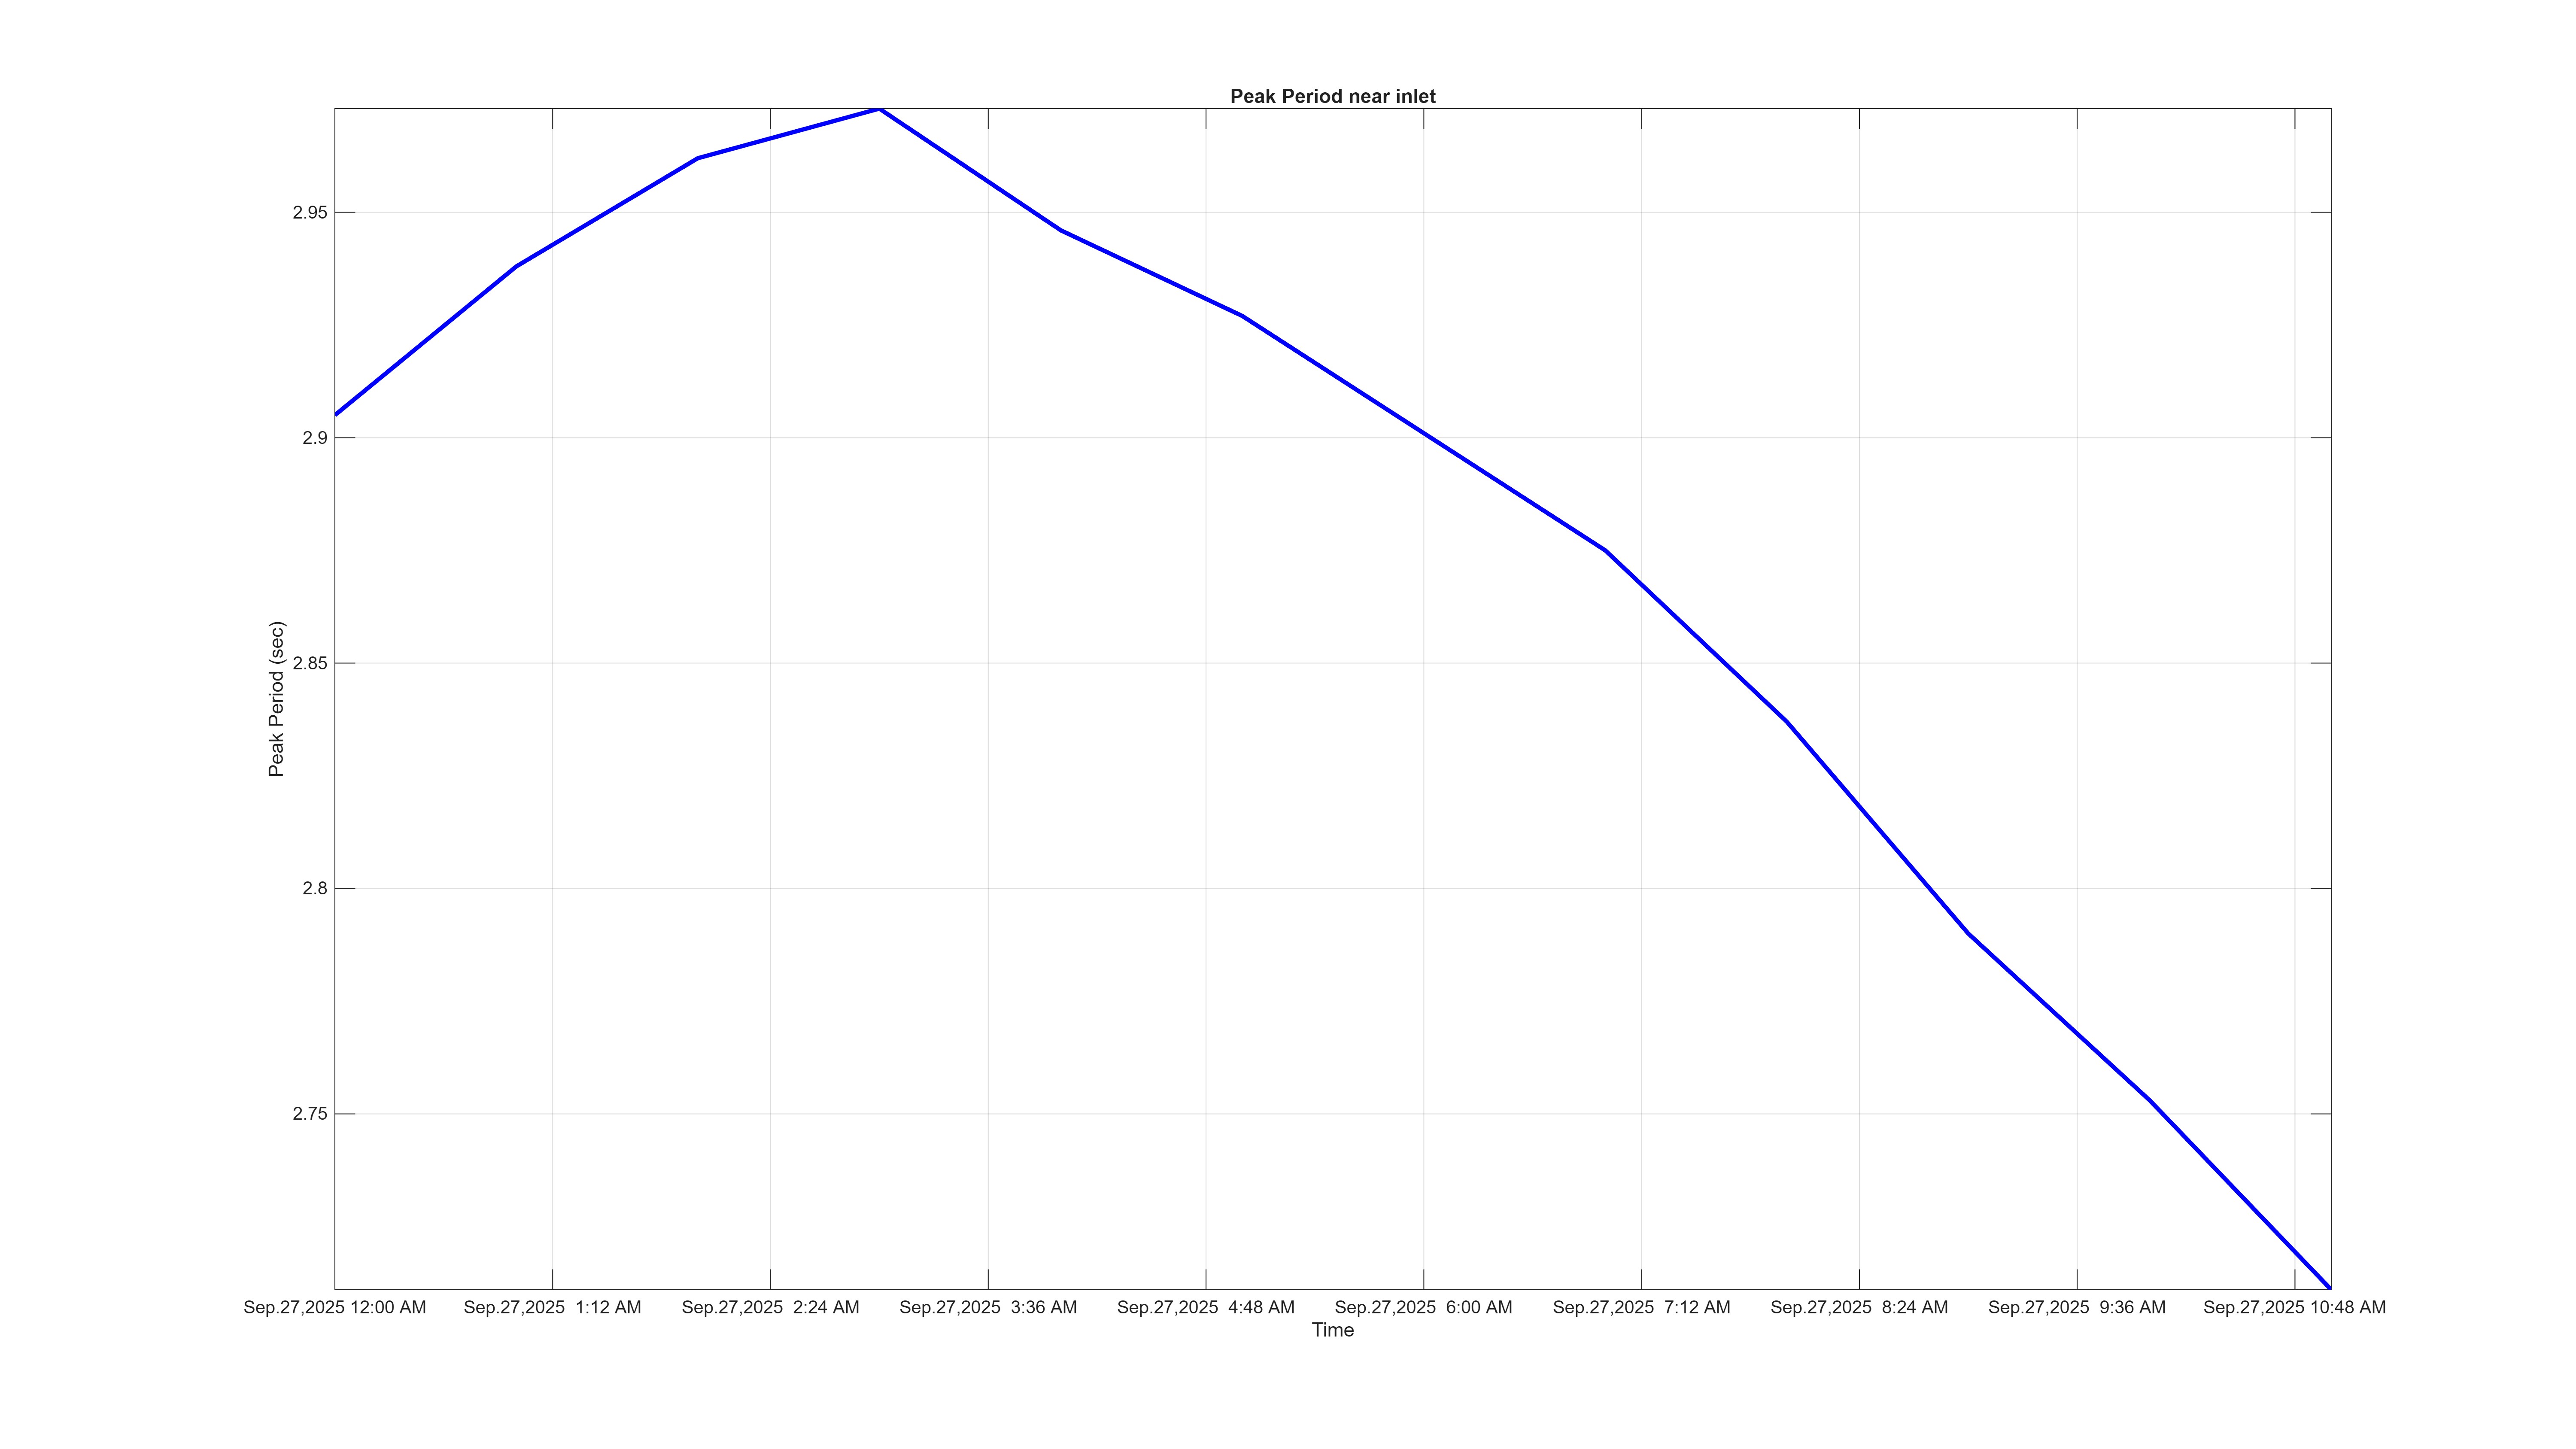 Peak Period near inlet
Peak Period (sec)
2.95
2.9
2.85
2.8
2.75
Sep.27,2025 12:00 AM
Sep.27,2025  1:12 AM
Sep.27,2025  2:24 AM
Sep.27,2025  3:36 AM
Sep.27,2025  4:48 AM
Sep.27,2025  6:00 AM
Sep.27,2025  7:12 AM
Sep.27,2025  8:24 AM
Sep.27,2025  9:36 AM
Sep.27,2025 10:48 AM
Time